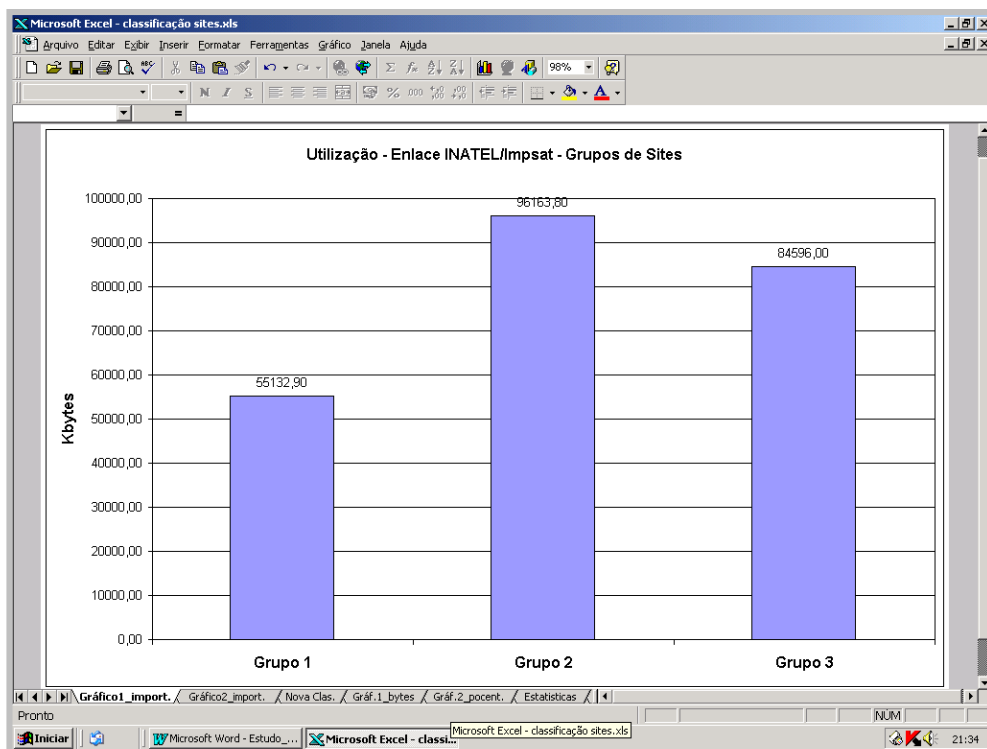 Microsoft Excel - classificação sites.xls
Arquivo Editar Exibir Inserir Formatar Ferramentas Gráfico Janela Ajuda
98%
N I S
=
Utilização - Enlace INATEL/Impsat - Grupos de Sites
Kbytes
100000,00
90000,00
80000,00
70000,00
60000,00
50000,00
40000,00
30000,00
20000,00
10000,00
0,00
55132,90
96163,80
84596,00
Grupo 1 Grupo 2 Grupo 3
Gráfico1_import. Gráfico2_import. Nova Clas. Gráf.1_bytes Gráf.2_pocent. Estatisticas
Pronto NÚM
Microsoft Excel - classificação sites.xls
Iniciar Microsoft Word - Estudo_... Microsoft Excel - classi... 21:34